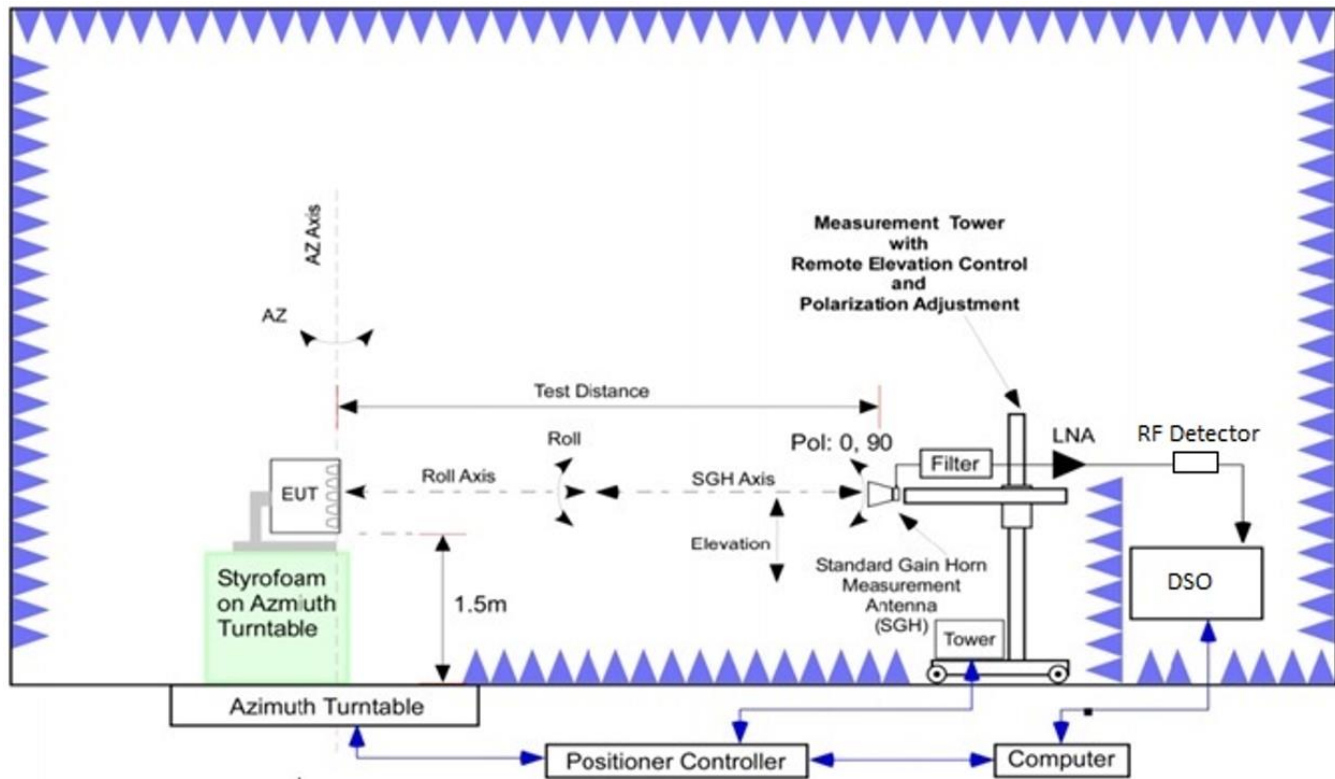 AZ Axis
AZ
Measurement Tower
with
Remote Elevation Control
and
Polarization Adjustment
Test Distance
Roll
Pol: 0, 90
LNA
RF Detector
Filter
EUT
Roll Axis
SGH Axis
Elevation
Standard Gain Horn
Measurement
Antenna
(SGH)
DSO
Styrofoam
on Azmiuth
Turntable
1.5m
Tower
Azimuth Turntable
Positioner Controller
Computer